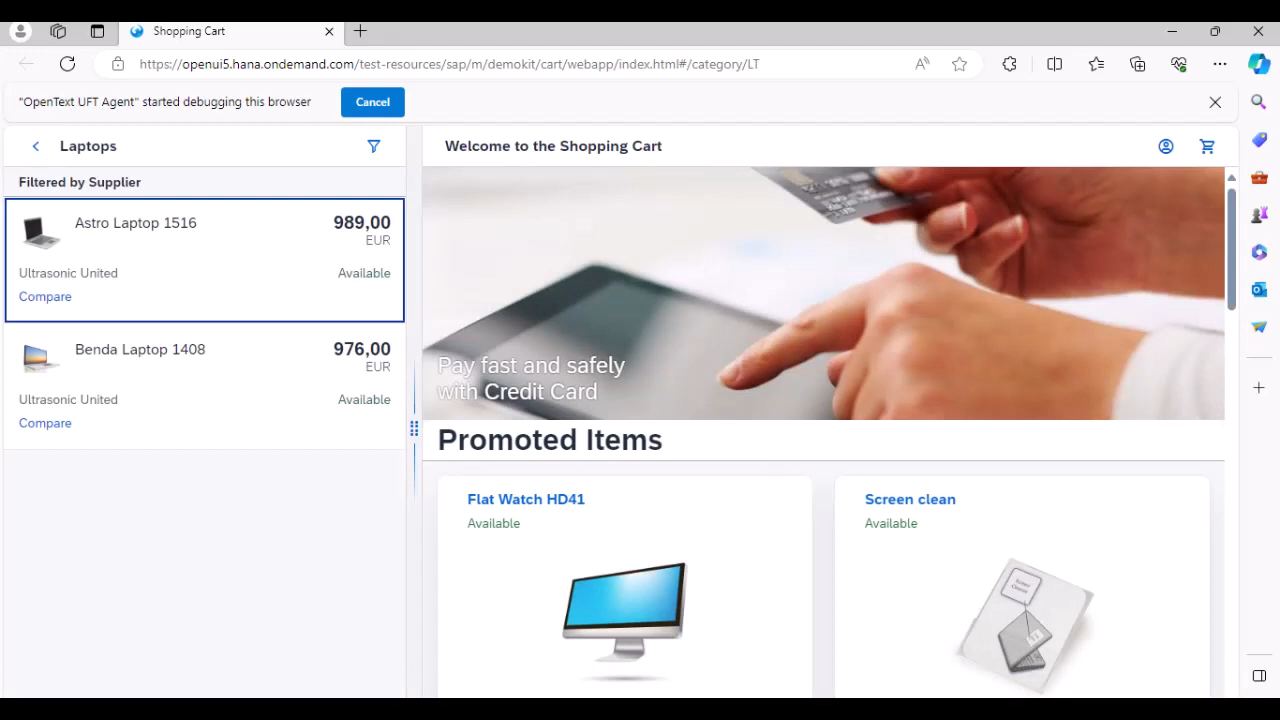 Shopping Cart
https://openui5.hana.ondemand.com/test-resources/sap/m/demokit/cart/webapp/index.html#/category/LT
"OpenText UFT Agent" started debugging this browser
Cancel
Laptops
Filtered by Supplier
Astro Laptop 1516
989,00
EUR
Ultrasonic United
Available
Compare
Benda Laptop 1408
976,00
EUR
Ultrasonic United
Available
Compare
Welcome to the Shopping Cart
Pay fast and safely
with Credit Card
Promoted Items
Flat Watch HD41
Available
Screen clean
Available